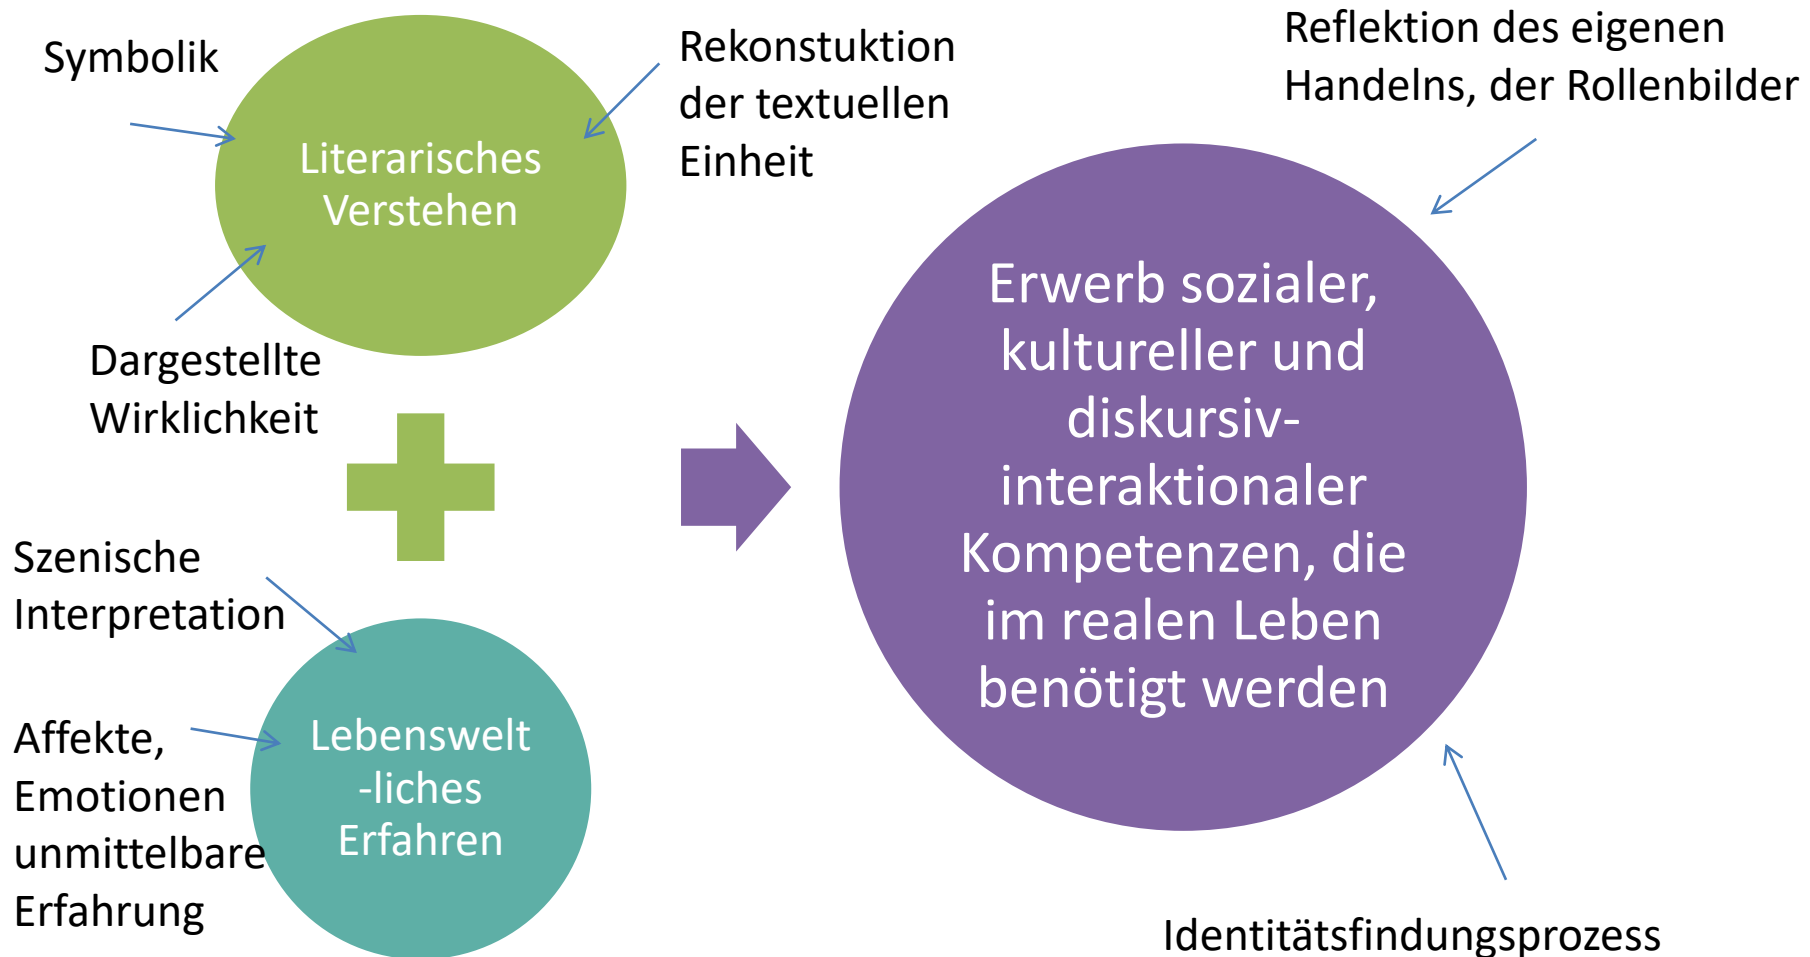 Symbolik
Rekonstuktion
der textuellen
Einheit
Literarisches
Verstehen
Dargestellte
Wirklichkeit
Szenische
Interpretation
Affekte,
Emotionen
unmittelbare
Erfahrung
Lebenswelt
-liches
Erfahren
Reflektion des eigenen
Handelns, der Rollenbilder
Erwerb sozialer,
kultureller und
diskursiv-
interaktionaler
Kompetenzen, die
im realen Leben
benötigt werden
Identitätsfindungsprozess